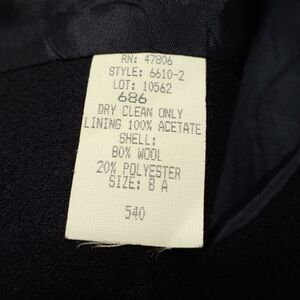 RN: 47806
STYLE: 6610-2
LOT: 10562
686
DRY CLEAN ONLY
LINING 100% ACETATE
SHELL:
80% WOOL
20% POLYESTER
SIZE: 8 A
540